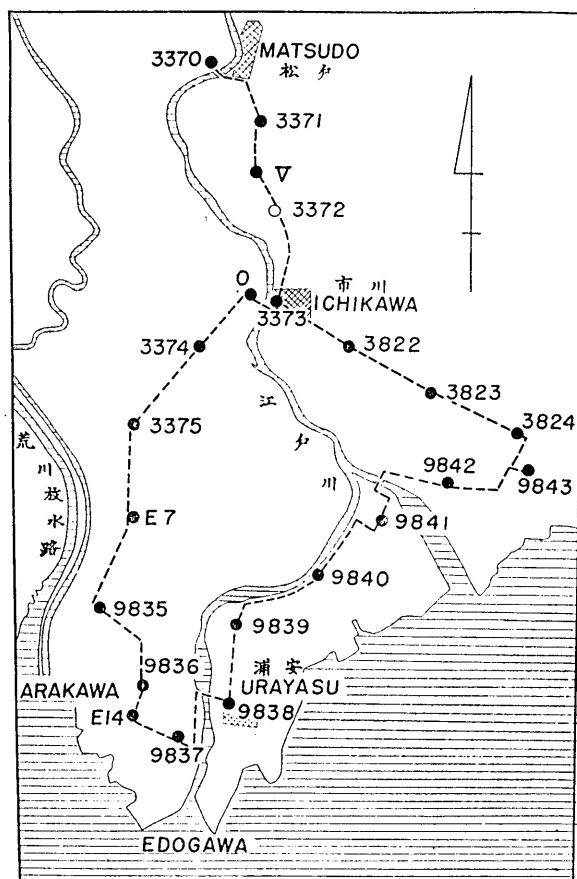 3370
MATSUDO
松戸
3371
V
3372
O
市川
ICHIKAWA
3373
3374
3822
3823
3375
3824
江戸川
荒川放水路
9842
9843
E7
9841
9840
9835
9839
9836
浦安
ARAKAWA
URAYASU
9838
E14
9837
EDOGAWA